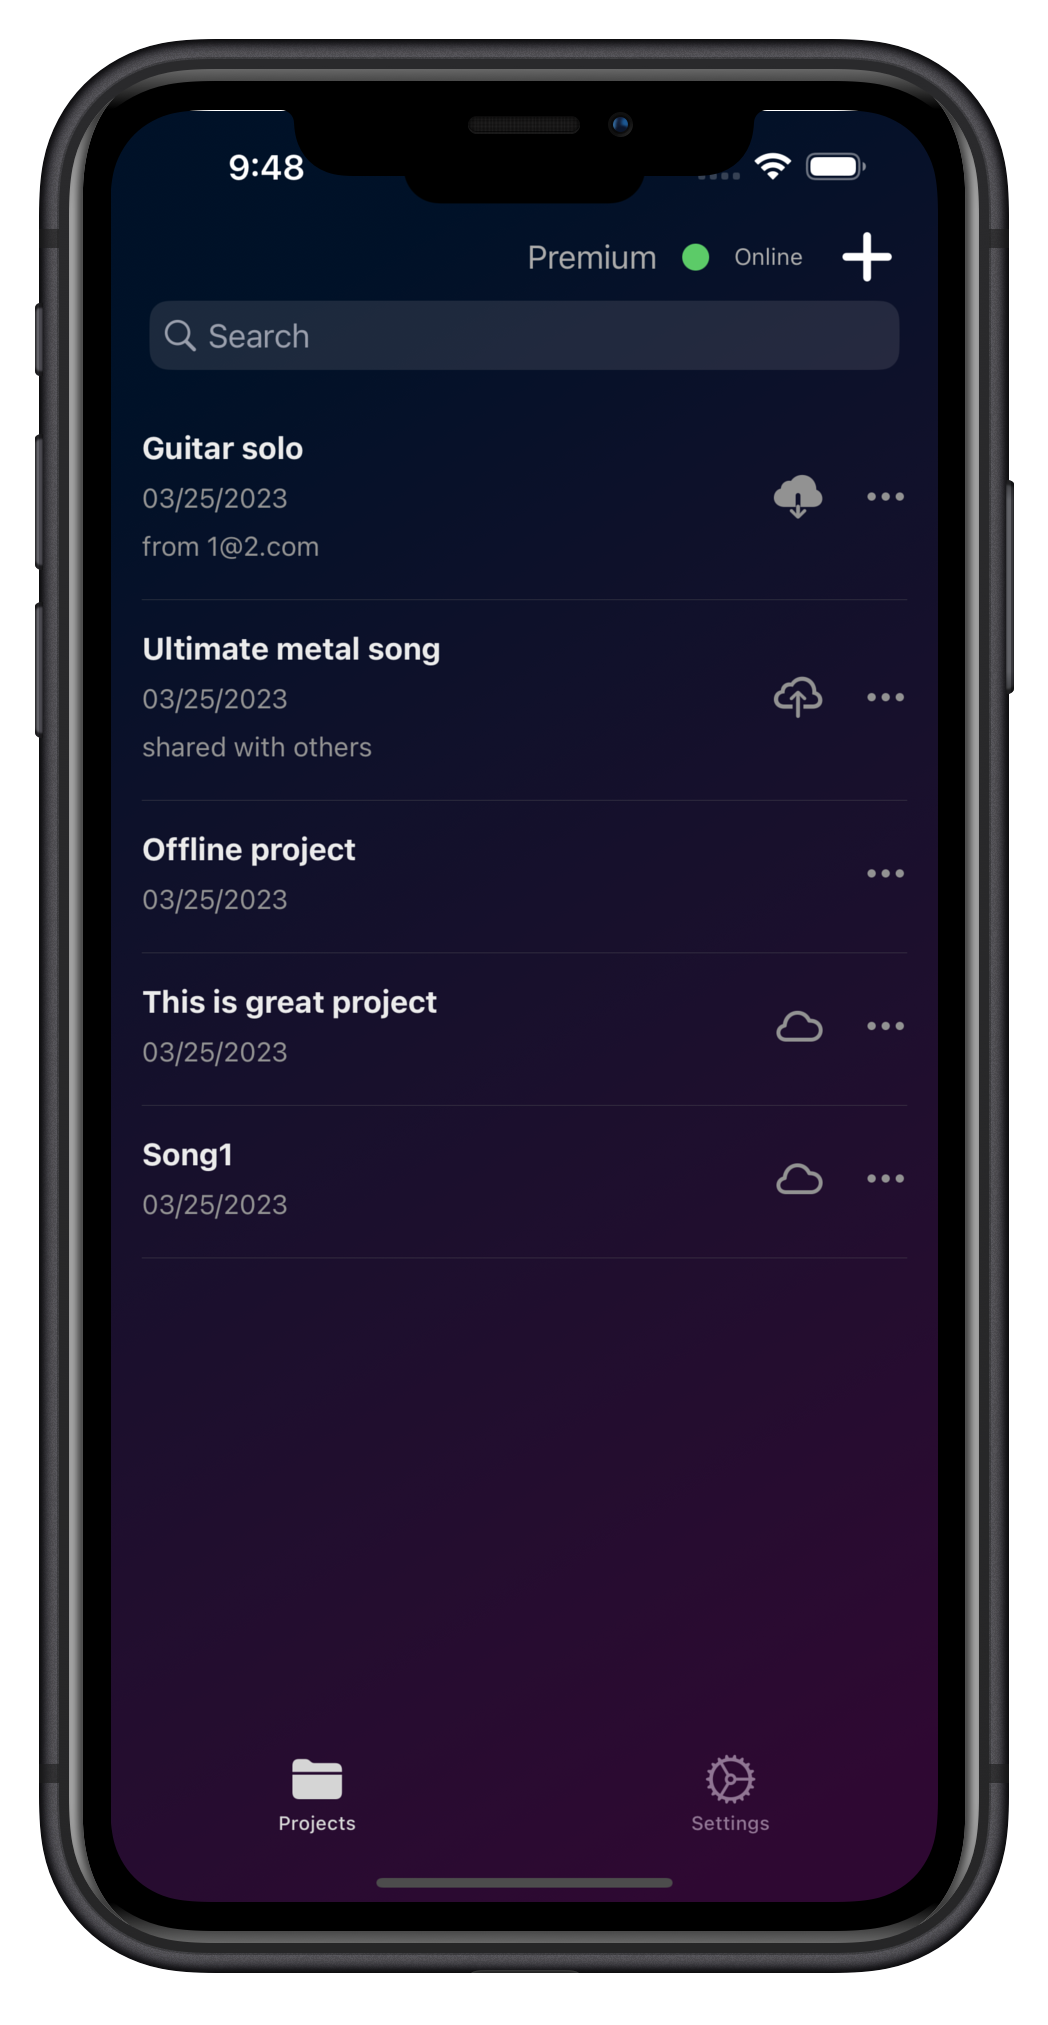 9:48
Premium Online
Search
Guitar solo
03/25/2023
from 1@2.com
Ultimate metal song
03/25/2023
shared with others
Offline project
03/25/2023
This is great project
03/25/2023
Song1
03/25/2023
Projects Settings